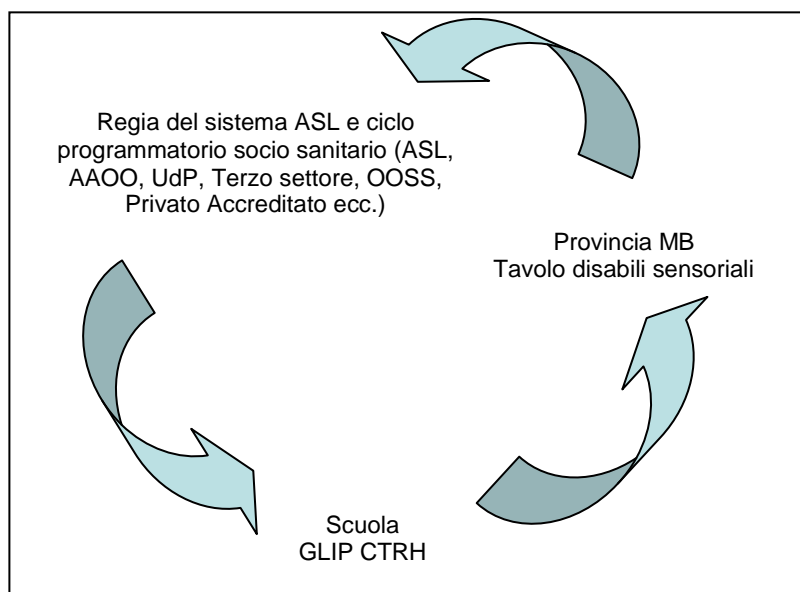 Regia del sistema ASL e ciclo
programmatorio socio sanitario (ASL,
AAOO, UdP, Terzo settore, OOSS,
Privato Accreditato ecc.)
Provincia MB
Tavolo disabili sensoriali
Scuola
GLIP CTRH